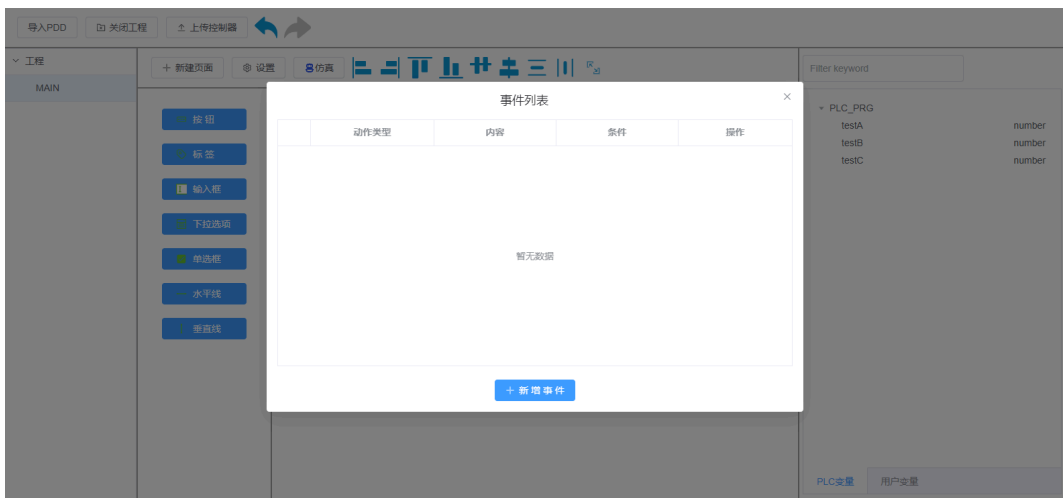 导入PDD 关闭工程 上传控制器
工程
MAIN
新建页面 设置 仿真
Filter keyword
事件列表
动作类型 内容 条件 操作
暂无数据
新增事件
按钮
标签
输入框
下拉选项
单选框
水平线
垂直线
PLC_PRG
testA number
testB number
testC number
PLC变量 用户变量